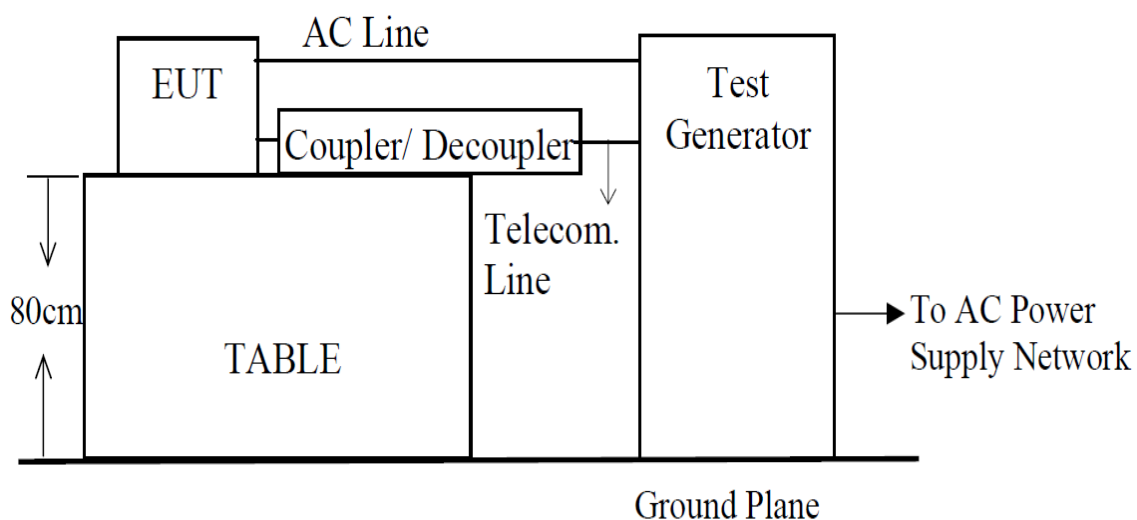 AC Line
EUT
Test
Generator
Coupler/ Decoupler
Telecom.
Line
80cm
To AC Power
Supply Network
TABLE
Ground Plane